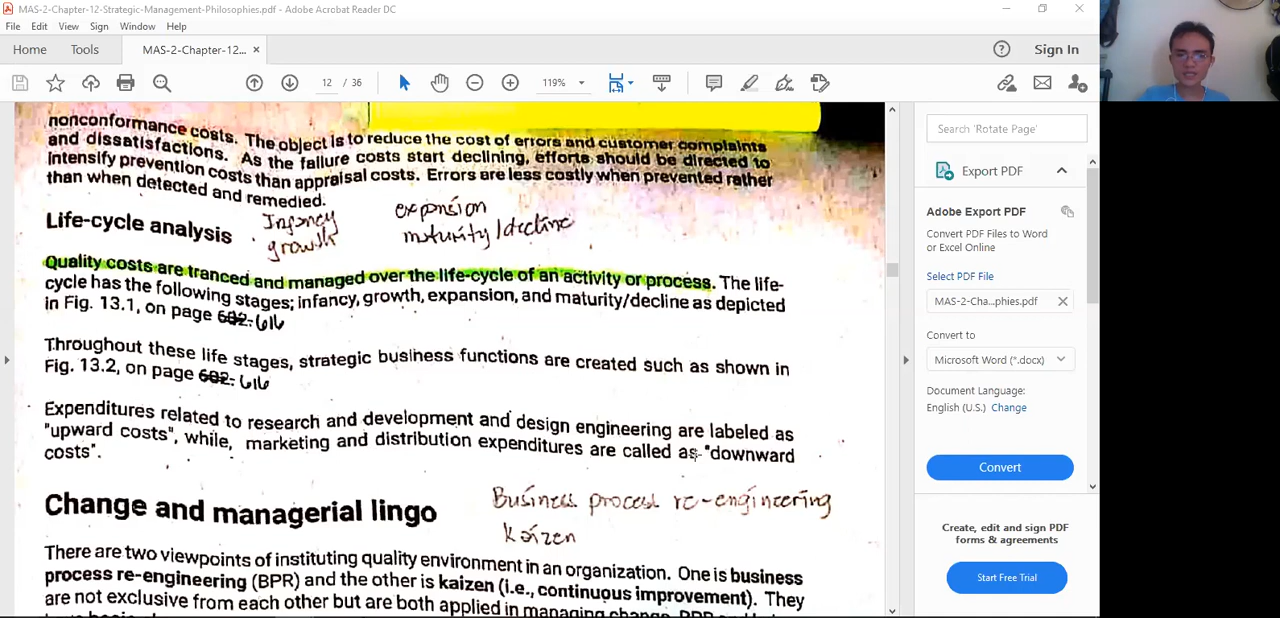 MAS-2-Chapter-12-Strategic-Management-Philosophies.pdf - Adobe Acrobat Reader DC
File Edit View Sign Window Help
Home Tools MAS-2-Chapter-12... × Sign In
12 / 36 119%
nonconformance costs. The object is to reduce the cost of errors and customer complaints
and dissatisfactions. As the failure costs start declining, efforts should be directed to
intensify prevention costs than appraisal costs. Errors are less costly when prevented rather
than when detected and remedied.
Life-cycle analysis
Infancy expansion
growth maturity/decline
Quality costs are tranced and managed over the life-cycle of an activity or process. The life-
cycle has the following stages; infancy, growth, expansion, and maturity/decline as depicted
in Fig. 13.1, on page 602. 616
Throughout these life stages, strategic business functions are created such as shown in
Fig. 13.2, on page 602. 616
Expenditures related to research and development and design engineering are labeled as
"upward costs", while, marketing and distribution expenditures are called as "downward
costs".
Change and managerial lingo
Business process re-engineering
Kaizen
There are two viewpoints of instituting quality environment in an organization. One is business
process re-engineering (BPR) and the other is kaizen (i.e., continuous improvement). They
are not exclusive from each other but are both applied in managing change. BPR
Search 'Rotate Page'
Export PDF
Adobe Export PDF
Convert PDF Files to Word
or Excel Online
Select PDF File
MAS-2-Cha...phies.pdf
Convert to
Microsoft Word (*.docx)
Document Language:
English (U.S.) Change
Convert
Create, edit and sign PDF
forms & agreements
Start Free Trial